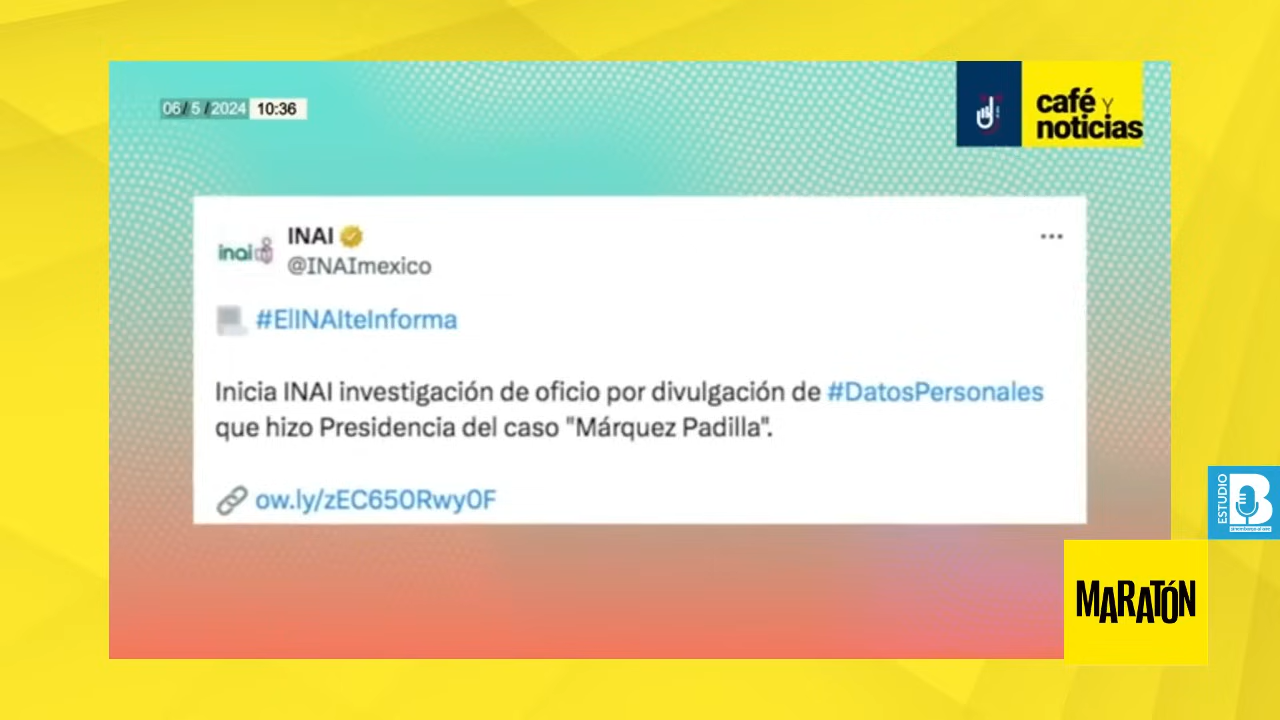 06/ 5 /2024 10:36
café Y
noticias
inai
INAI
@INAImexico
#ElINAIteInforma
Inicia INAI investigación de oficio por divulgación de #DatosPersonales
que hizo Presidencia del caso "Márquez Padilla".
ow.ly/zEC650Rwy0F
ESTUDIO
B
MARATÓN